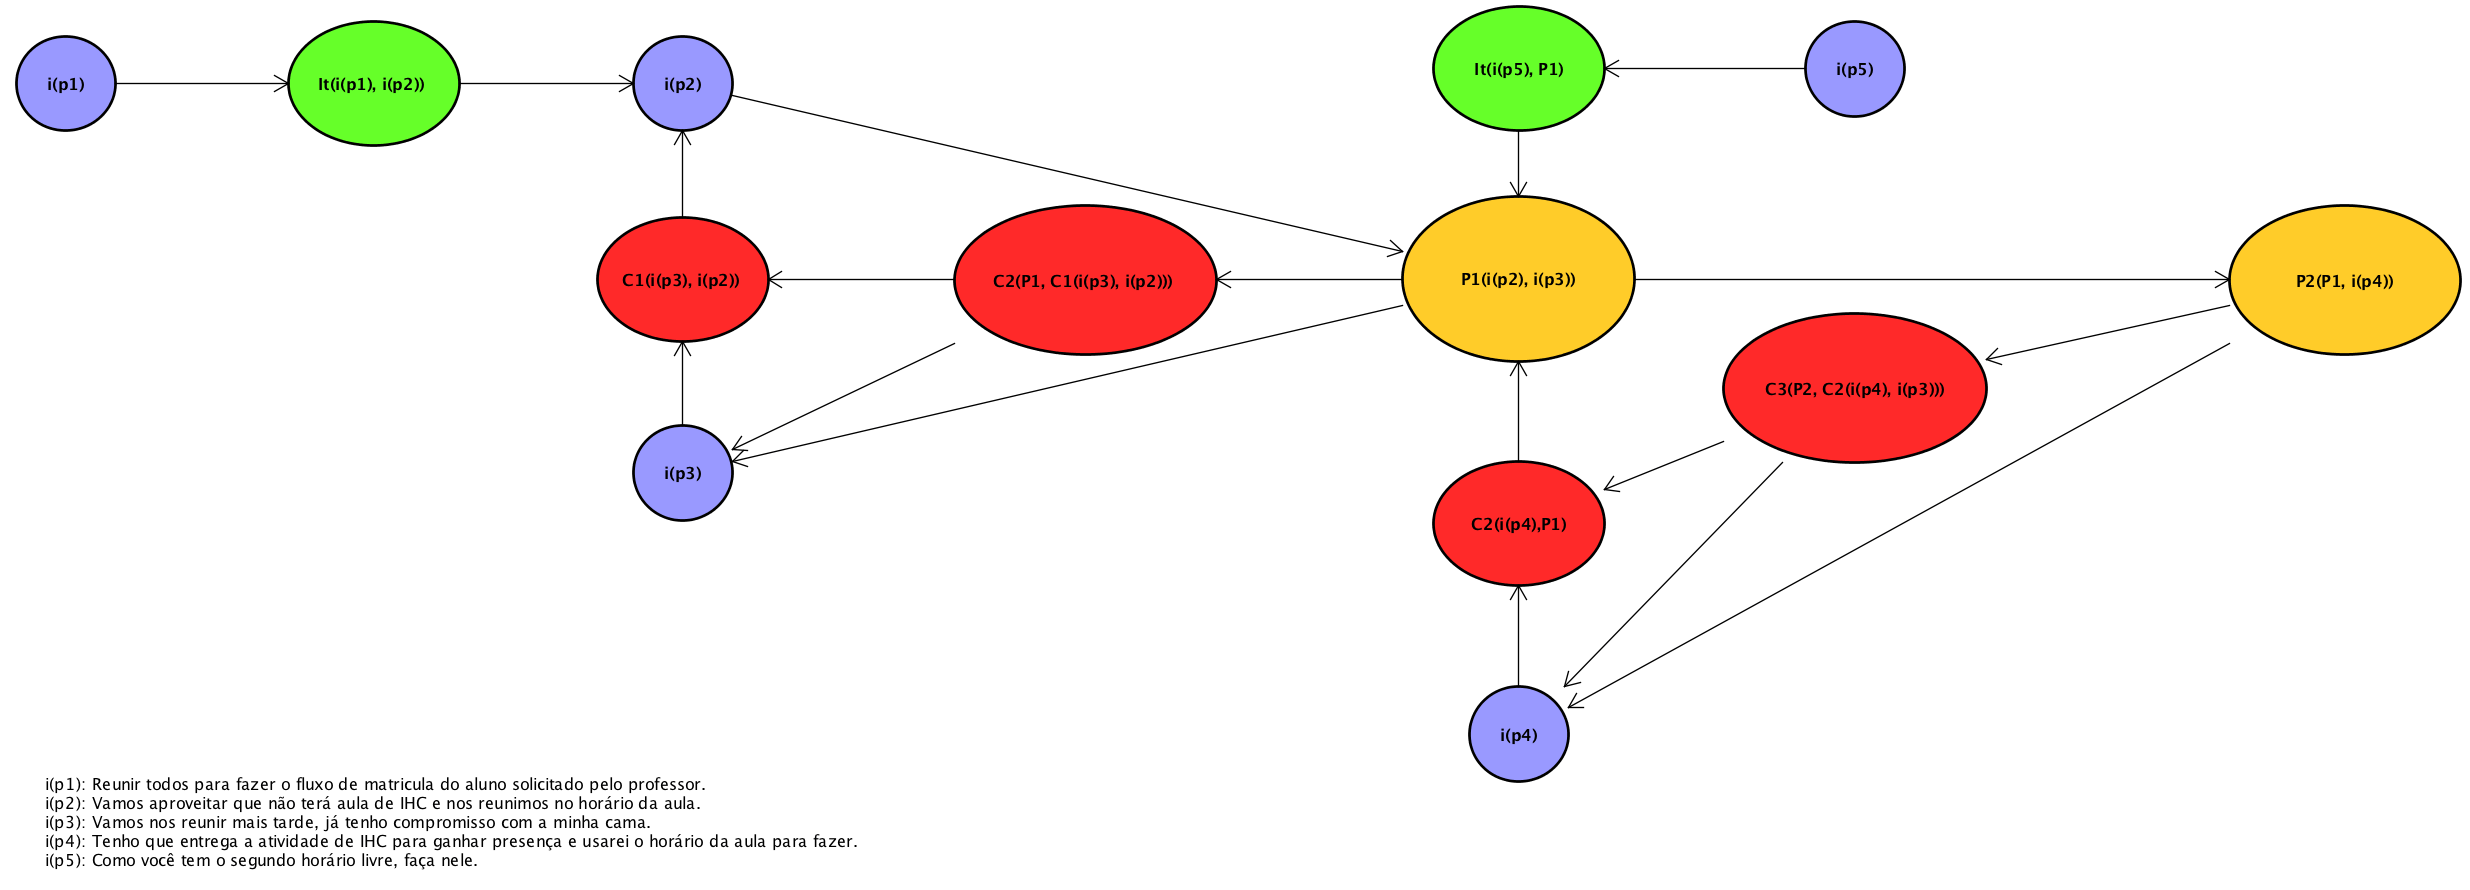 i(p1)
It(i(p1), i(p2))
i(p2)
It(i(p5), P1)
i(p5)
C1(i(p3), i(p2))
C2(P1, C1(i(p3), i(p2)))
P1(i(p2), i(p3))
P2(P1, i(p4))
C3(P2, C2(i(p4), i(p3)))
i(p3)
C2(i(p4),P1)
i(p4)
i(p1): Reunir todos para fazer o fluxo de matricula do aluno solicitado pelo professor.
i(p2): Vamos aproveitar que não terá aula de IHC e nos reunimos no horário da aula.
i(p3): Vamos nos reunir mais tarde, já tenho compromisso com a minha cama.
i(p4): Tenho que entrega a atividade de IHC para ganhar presença e usarei o horário da aula para fazer.
i(p5): Como você tem o segundo horário livre, faça nele.